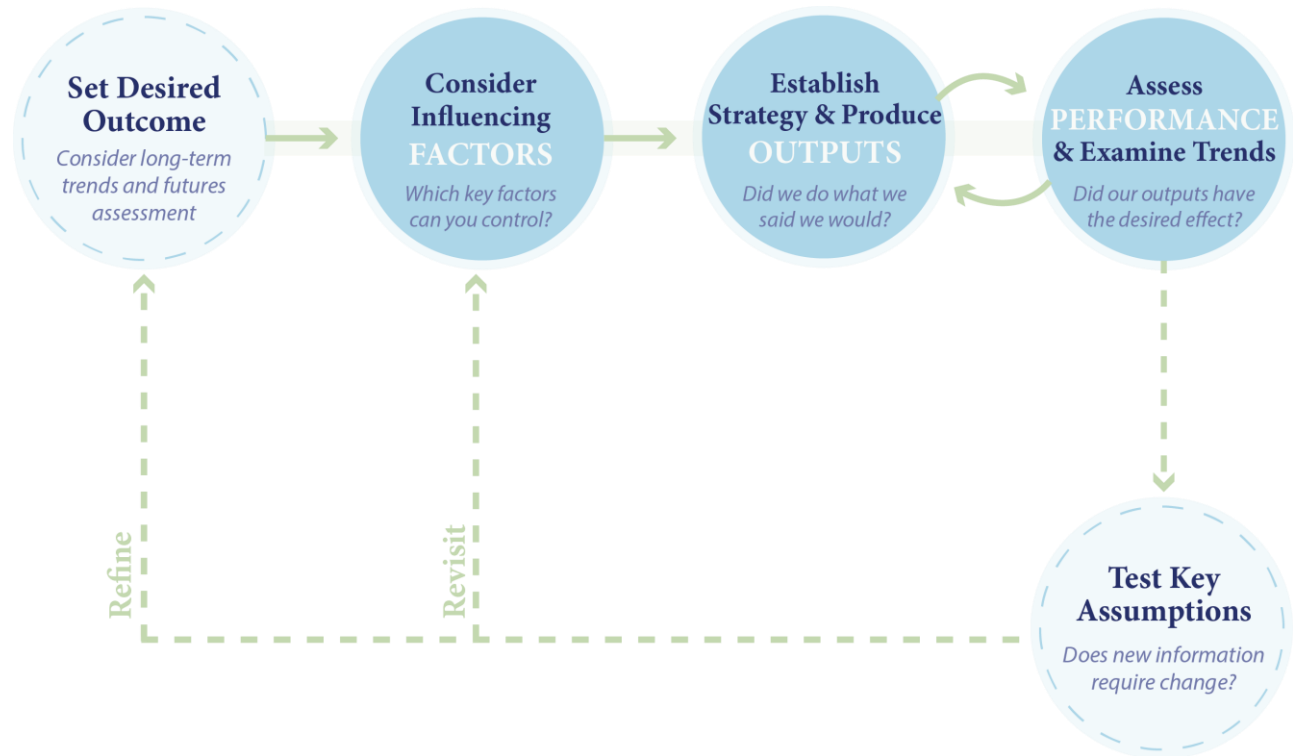 Set Desired
Outcome
Consider long-term
trends and futures
assessment
Consider
Influencing
FACTORS
Which key factors
can you control?
Establish
Strategy & Produce
OUTPUTS
Did we do what we
said we would?
Assess
PERFORMANCE
& Examine Trends
Did our outputs have
the desired effect?
Refine
Revisit
Test Key
Assumptions
Does new information
require change?